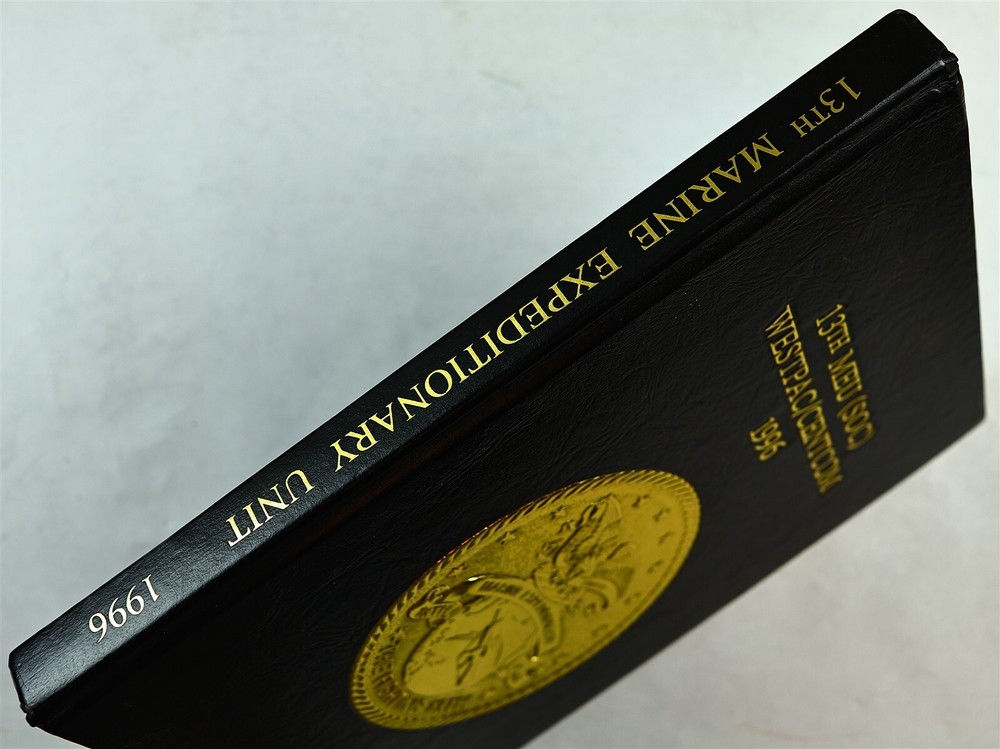 13TH MARINE EXPEDITIONARY UNIT 1996
13TH MEU (SOC)
WESTPAC/CENTCOM
1996